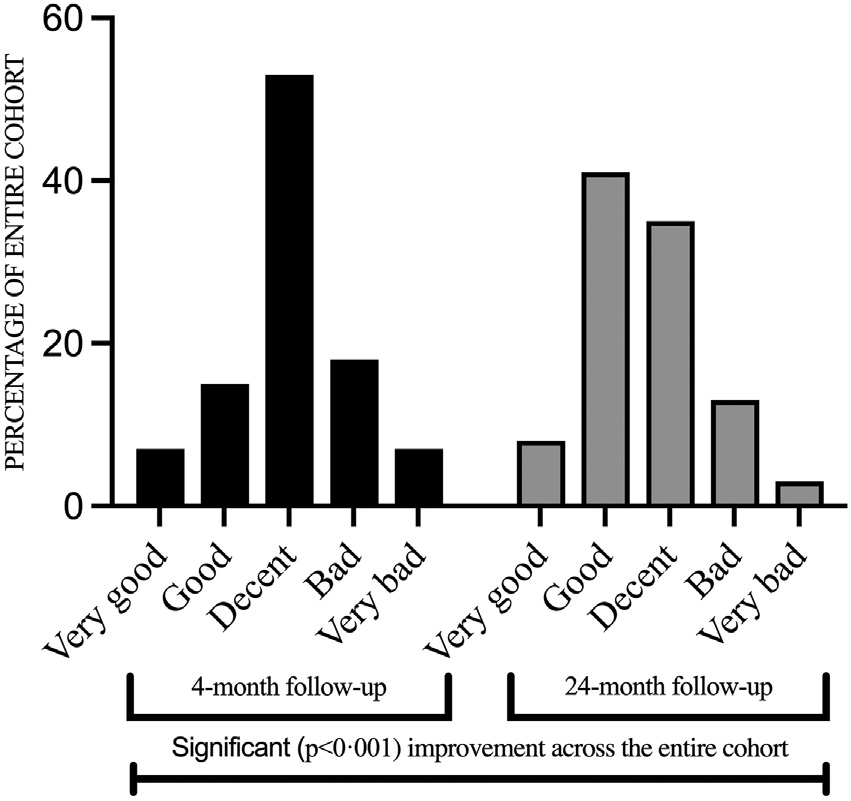 PERCENTAGE OF ENTIRE COHORT
60
40
20
0
Very good
Good
Decent
Bad
Very bad
Very good
Good
Decent
Bad
Very bad
4-month follow-up
24-month follow-up
Significant (p<0·001) improvement across the entire cohort